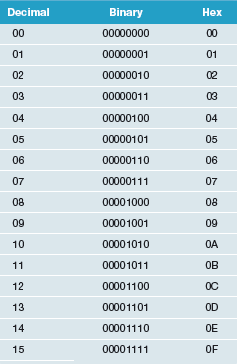 Decimal Binary Hex
00 00000000 00
01 00000001 01
02 00000010 02
03 00000011 03
04 00000100 04
05 00000101 05
06 00000110 06
07 00000111 07
08 00001000 08
09 00001001 09
10 00001010 0A
11 00001011 0B
12 00001100 0C
13 00001101 0D
14 00001110 0E
15 00001111 0F